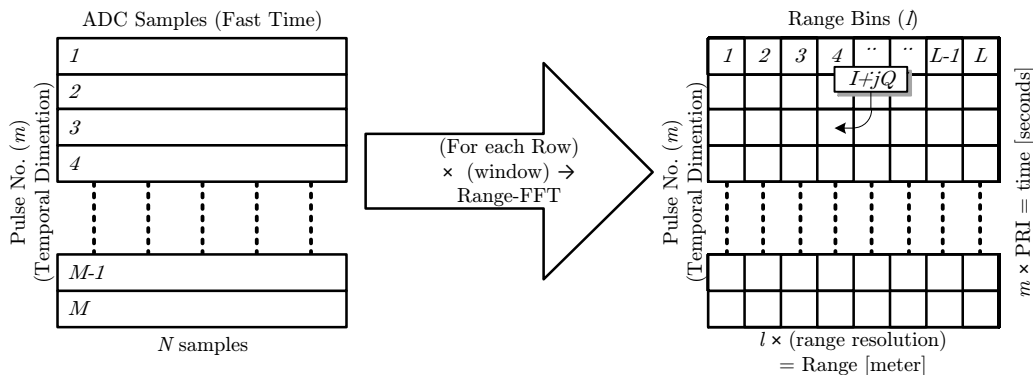 ADC Samples (Fast Time)
Pulse No. (m)
(Temporal Dimention)
1
2
3
4
M-1
M
N samples
(For each Row)
× (window) →
Range-FFT
Range Bins (l)
Pulse No. (m)
(Temporal Dimention)
1 2 3 4 .. .. L-1 L
I+jQ
m × PRI = time [seconds]
l × (range resolution)
= Range [meter]